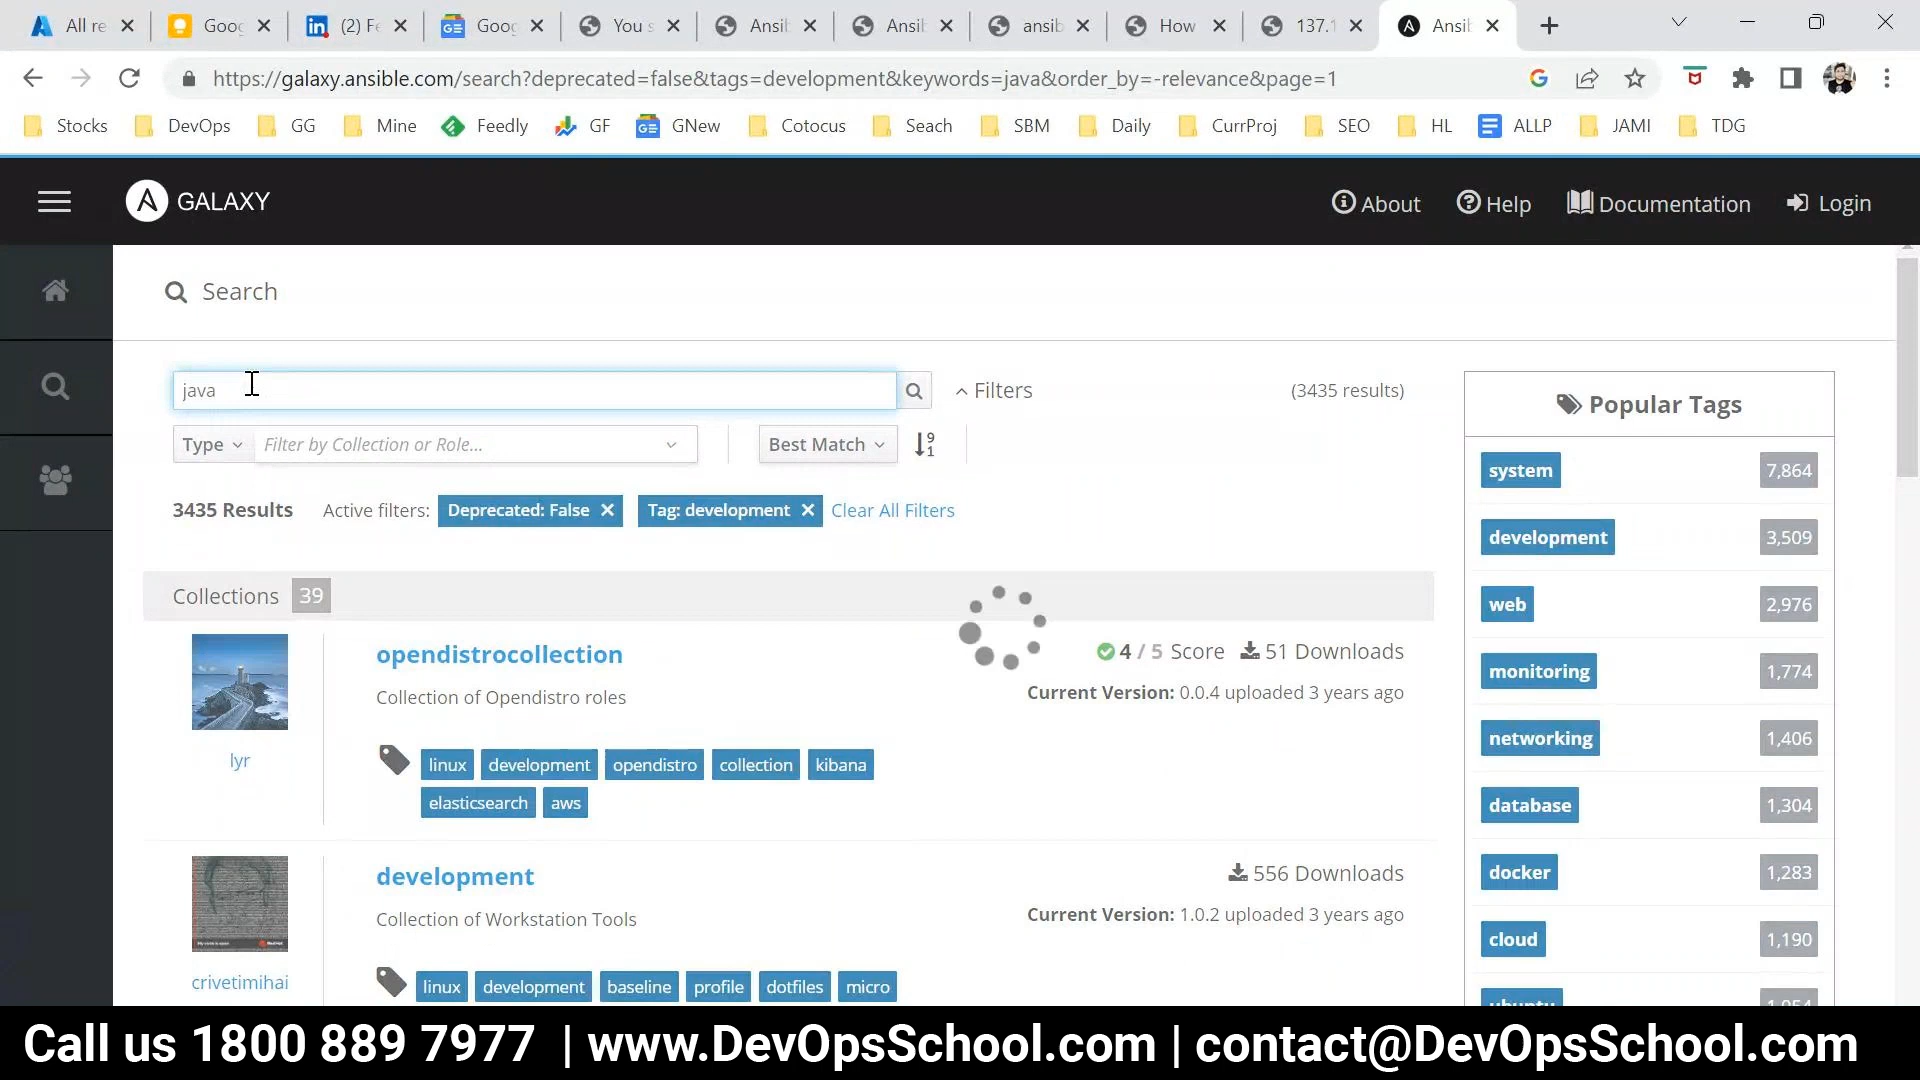 All re
Goog
(2) Fe
Goog
You s
Ansib
Ansib
ansib
How
137.1
Ansib
https://galaxy.ansible.com/search?deprecated=false&tags=development&keywords=java&order_by=-relevance&page=1
Stocks
DevOps
GG
Mine
Feedly
GF
GNew
Cotocus
Seach
SBM
Daily
CurrProj
SEO
HL
ALLP
JAMI
TDG
GALAXY
About
Help
Documentation
Login
Search
java
Filters
(3435 results)
Type
Filter by Collection or Role...
Best Match
3435 Results
Active filters:
Deprecated: False
Tag: development
Clear All Filters
Collections 39
opendistrocollection
4 / 5 Score
51 Downloads
Collection of Opendistro roles
Current Version: 0.0.4 uploaded 3 years ago
lyr
linux development opendistro collection kibana
elasticsearch aws
development
556 Downloads
Collection of Workstation Tools
Current Version: 1.0.2 uploaded 3 years ago
crivetimihai
linux development baseline profile dotfiles micro
Popular Tags
system 7,864
development 3,509
web 2,976
monitoring 1,774
networking 1,406
database 1,304
docker 1,283
cloud 1,190
ubuntu 1,054
Call us 1800 889 7977 | www.DevOpsSchool.com | contact@DevOpsSchool.com